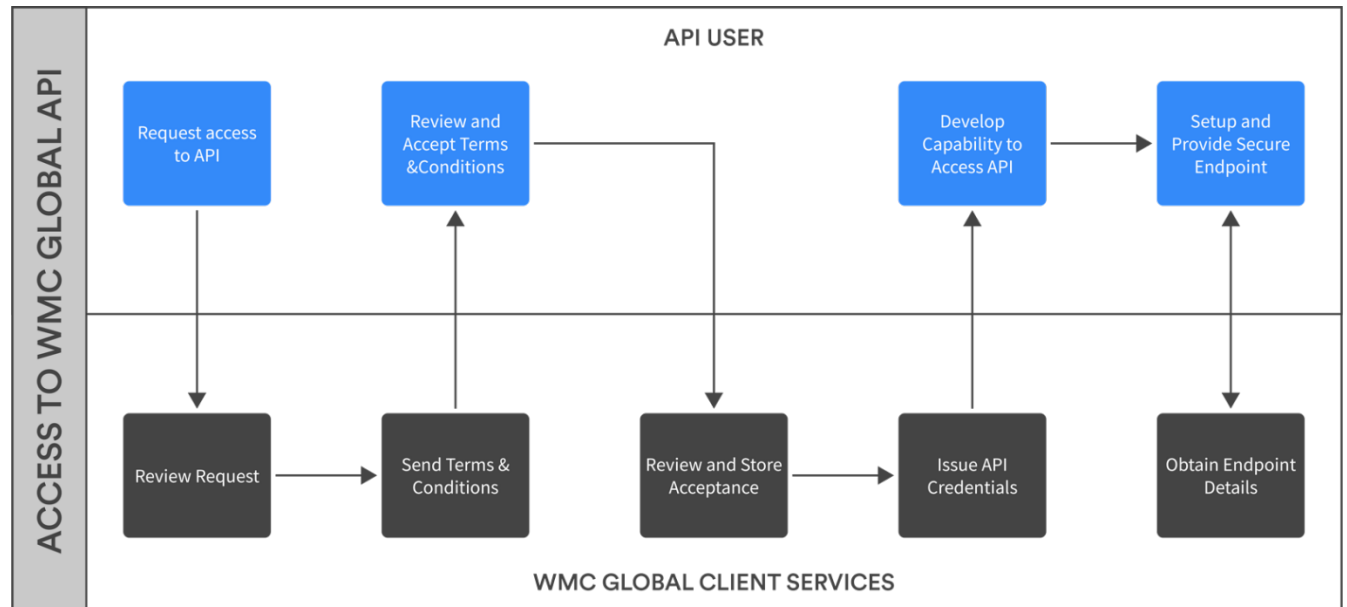 ACCESS TO WMC GLOBAL API
API USER
Request access
to API
Review and
Accept Terms
&Conditions
Develop
Capability to
Access API
Setup and
Provide Secure
Endpoint
Review Request
Send Terms &
Conditions
Review and Store
Acceptance
Issue API
Credentials
Obtain Endpoint
Details
WMC GLOBAL CLIENT SERVICES